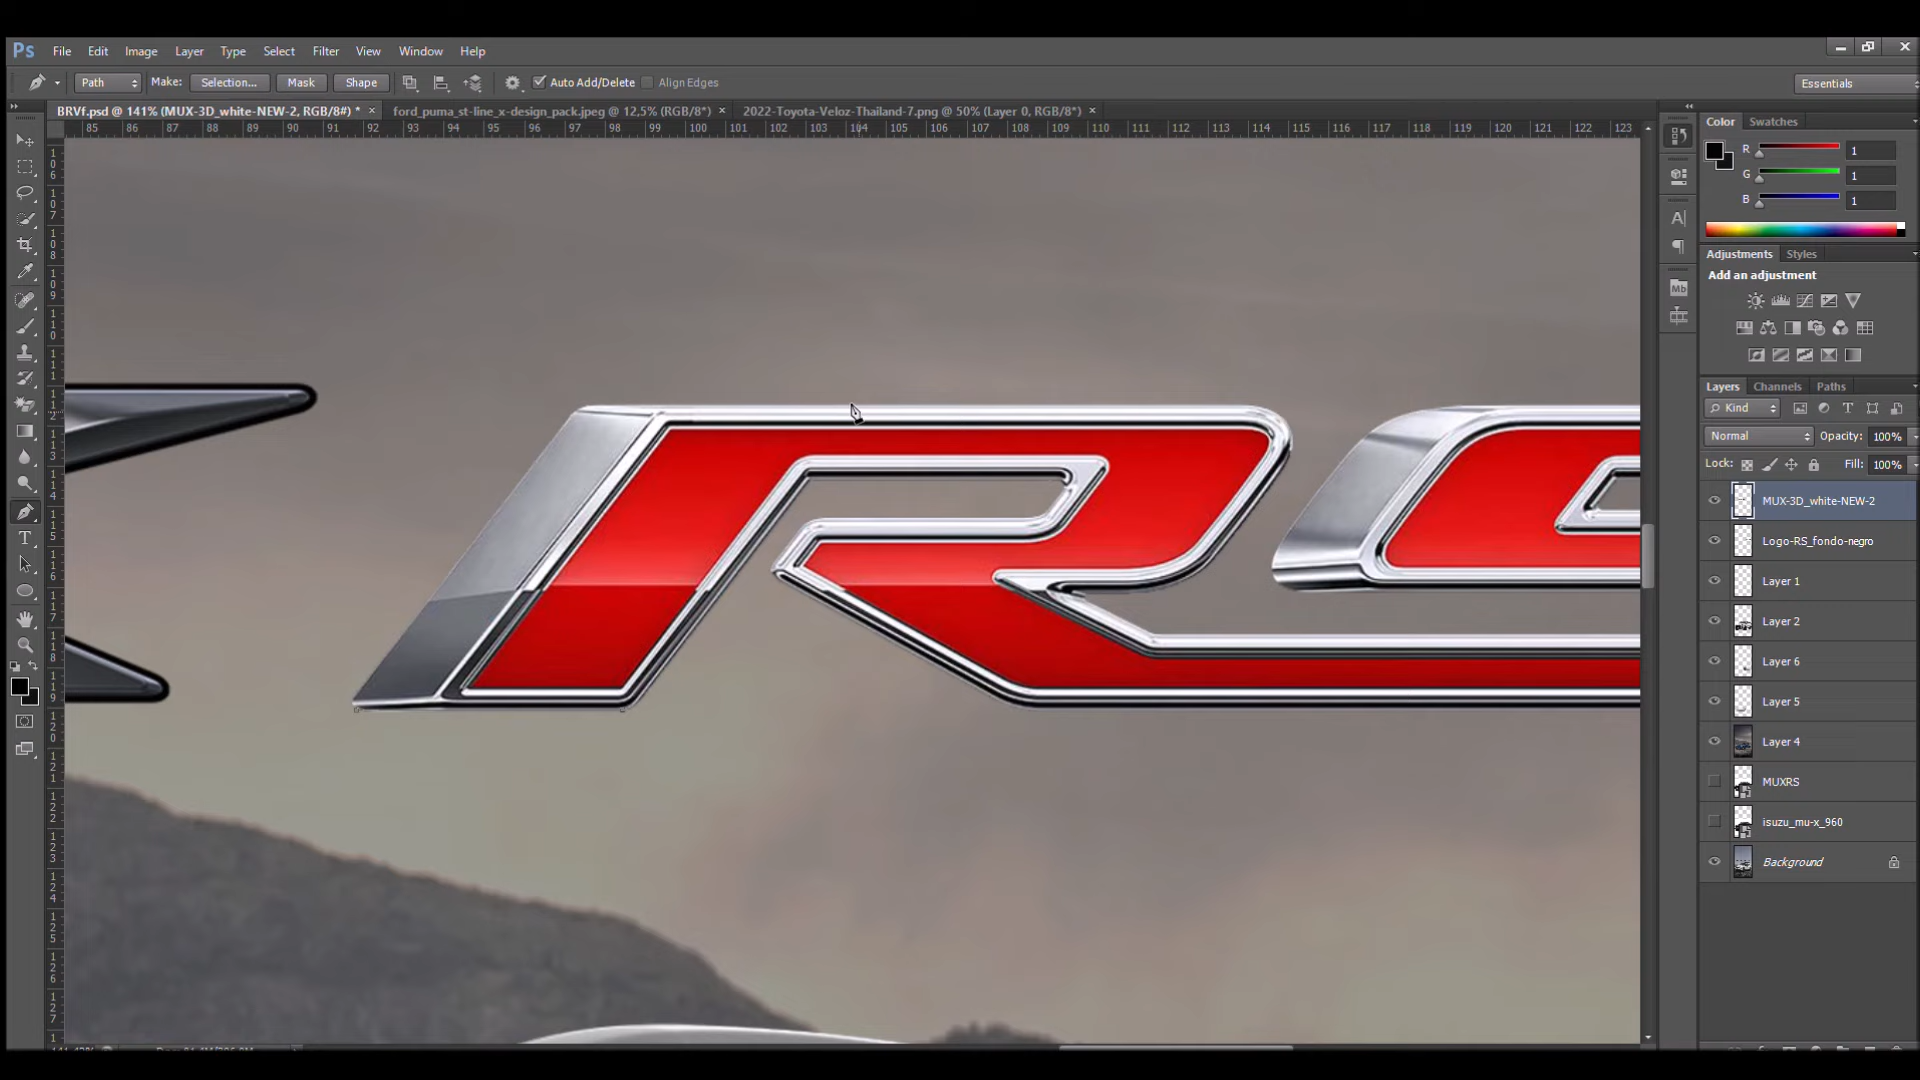 Ps File Edit Image Layer Type Select Filter View Window Help
Path Make: Selection... Mask Shape Auto Add/Delete Align Edges Essentials
BRVf.psd @ 141% (MUX-3D_white-NEW-2, RGB/8#) * × ford_puma_st-line_x-design_pack.jpeg @ 12,5% (RGB/8*) × 2022-Toyota-Veloz-Thailand-7.png @ 50% (Layer 0, RGB/8*) ×
85 86 87 88 89 90 91 92 93 94 95 96 97 98 99 100 101 102 103 104 105 106 107 108 109 110 111 112 113 114 115 116 117 118 119 120 121 122 123
Color Swatches
R 1
G 1
B 1
Adjustments Styles
Add an adjustment
Mb
Layers Channels Paths
Kind
Normal Opacity: 100%
Lock: Fill: 100%
MUX-3D_white-NEW-2
Logo-RS_fondo-negro
Layer 1
Layer 2
Layer 6
Layer 5
Layer 4
MUXRS
isuzu_mu-x_960
Background
RS